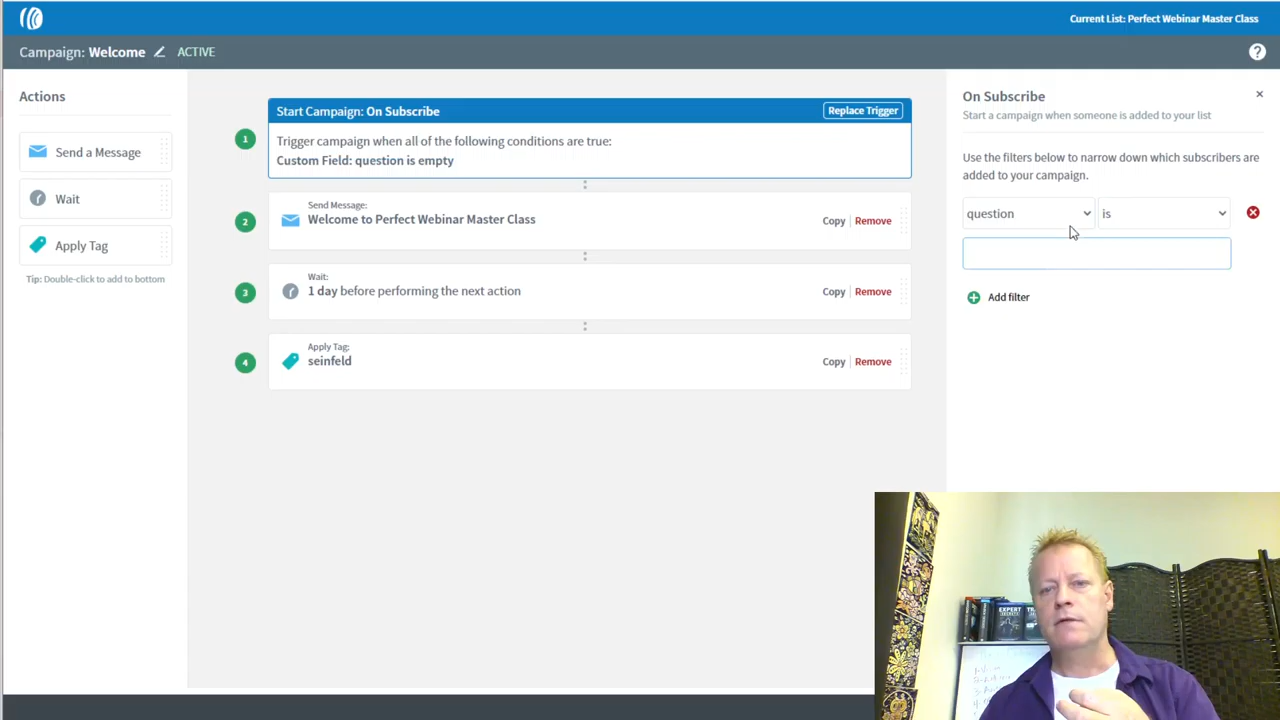 Current List: Perfect Webinar Master Class
Campaign: Welcome ACTIVE
?
Actions
Send a Message
Wait
Apply Tag
Tip: Double-click to add to bottom
1
Start Campaign: On Subscribe
Replace Trigger
Trigger campaign when all of the following conditions are true:
Custom Field: question is empty
2
Send Message:
Welcome to Perfect Webinar Master Class
Copy Remove
3
Wait:
1 day before performing the next action
Copy Remove
4
Apply Tag:
seinfeld
Copy Remove
On Subscribe
×
Start a campaign when someone is added to your list
Use the filters below to narrow down which subscribers are
added to your campaign.
question is
Add filter
EXPERT